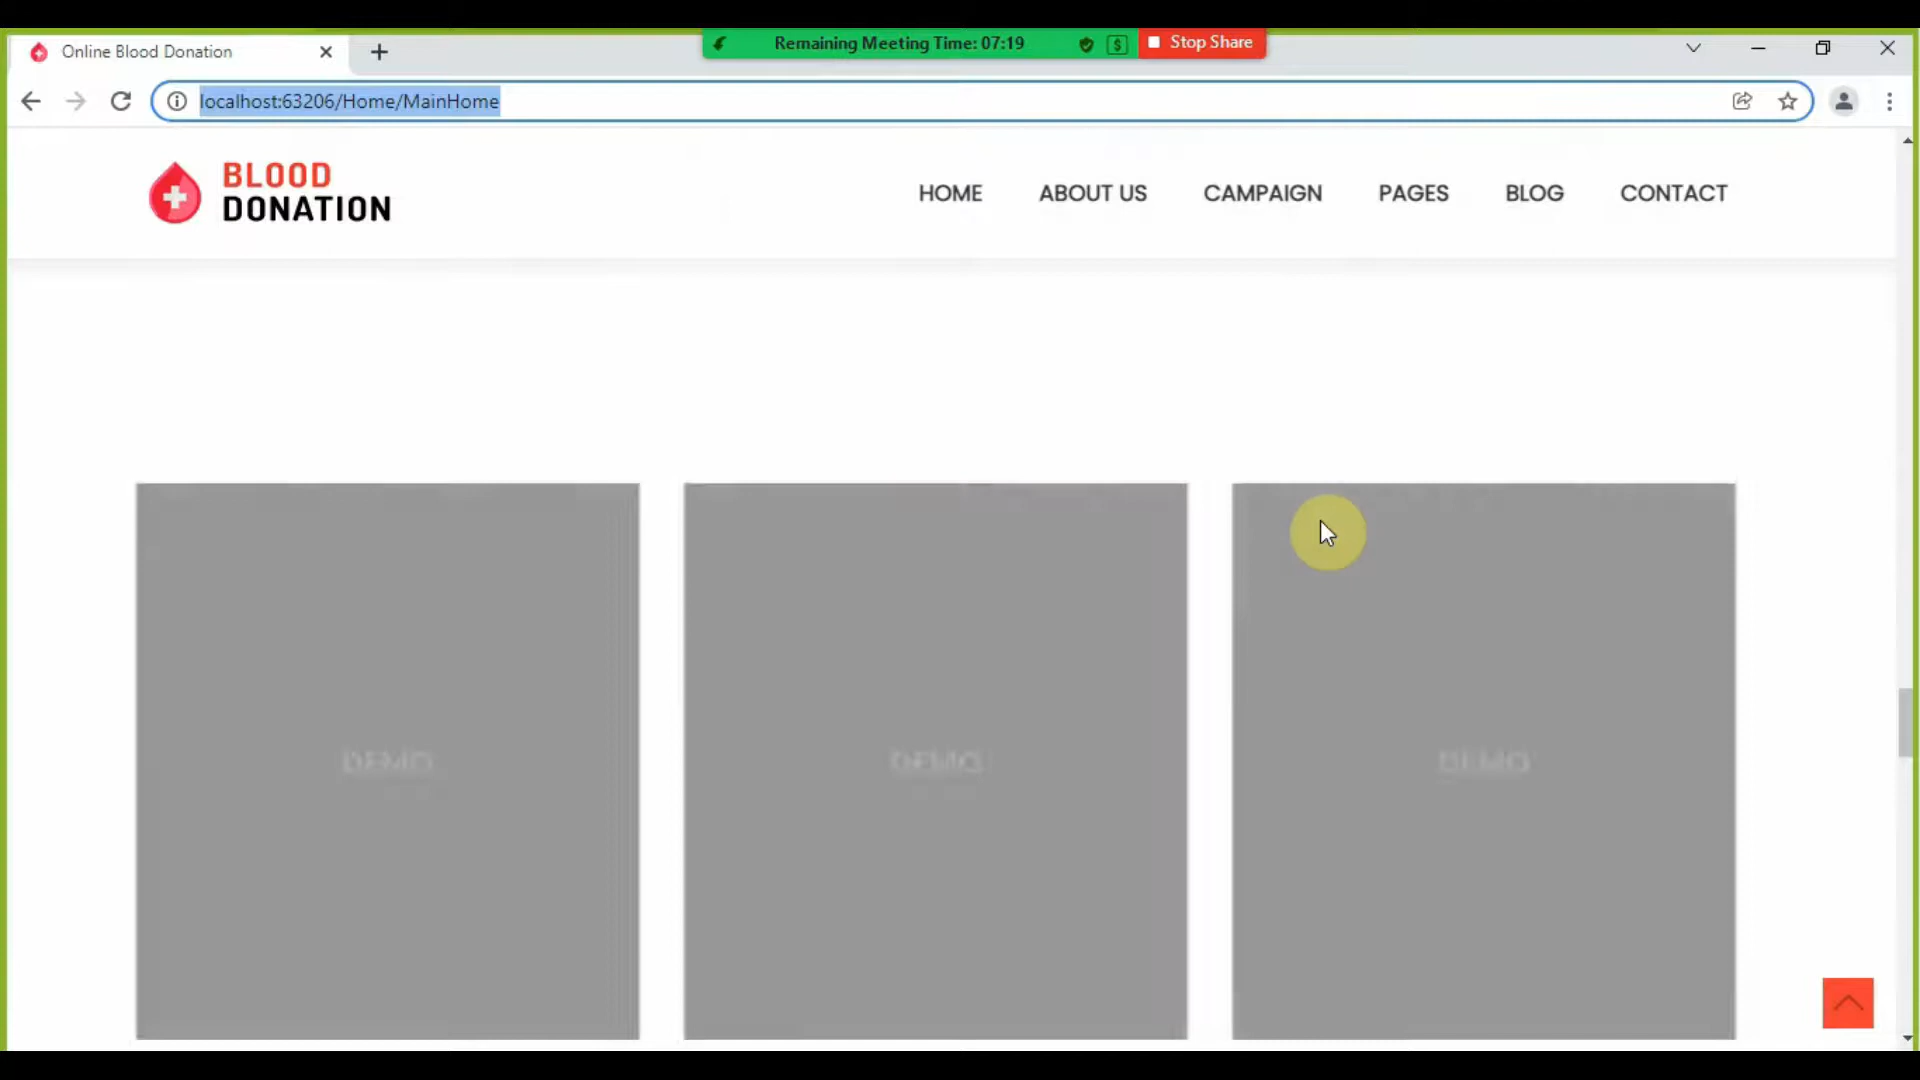 Online Blood Donation
Remaining Meeting Time: 07:19
Stop Share
localhost:63206/Home/MainHome
BLOOD
DONATION
HOME ABOUT US CAMPAIGN PAGES BLOG CONTACT
DEMO DEMO DEMO